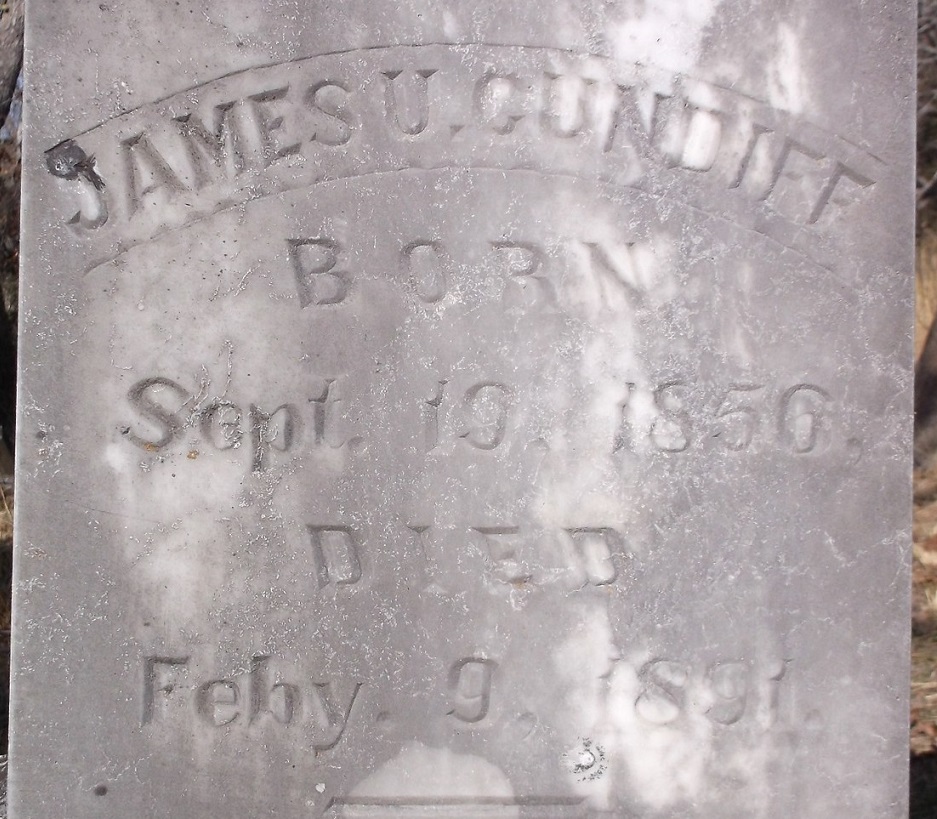 JAMES U. CUNDIFF
BORN
Sept. 19, 1856,
DIED
Feby. 9, 1891.